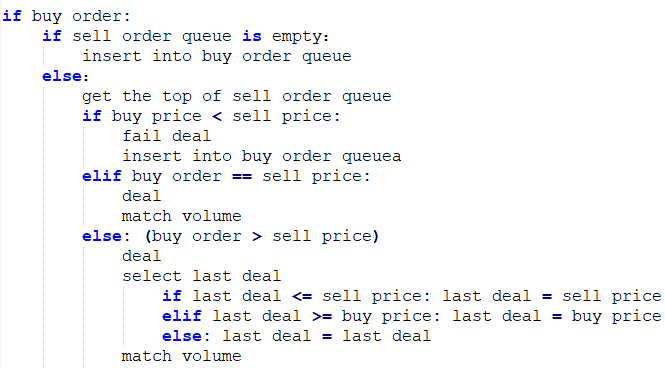 if buy order:
    if sell order queue is empty:
        insert into buy order queue
    else:
        get the top of sell order queue
        if buy price < sell price:
            fail deal
            insert into buy order queuea
        elif buy order == sell price:
            deal
            match volume
        else: (buy order > sell price)
            deal
            select last deal
                if last deal <= sell price: last deal = sell price
                elif last deal >= buy price: last deal = buy price
                else: last deal = last deal
            match volume